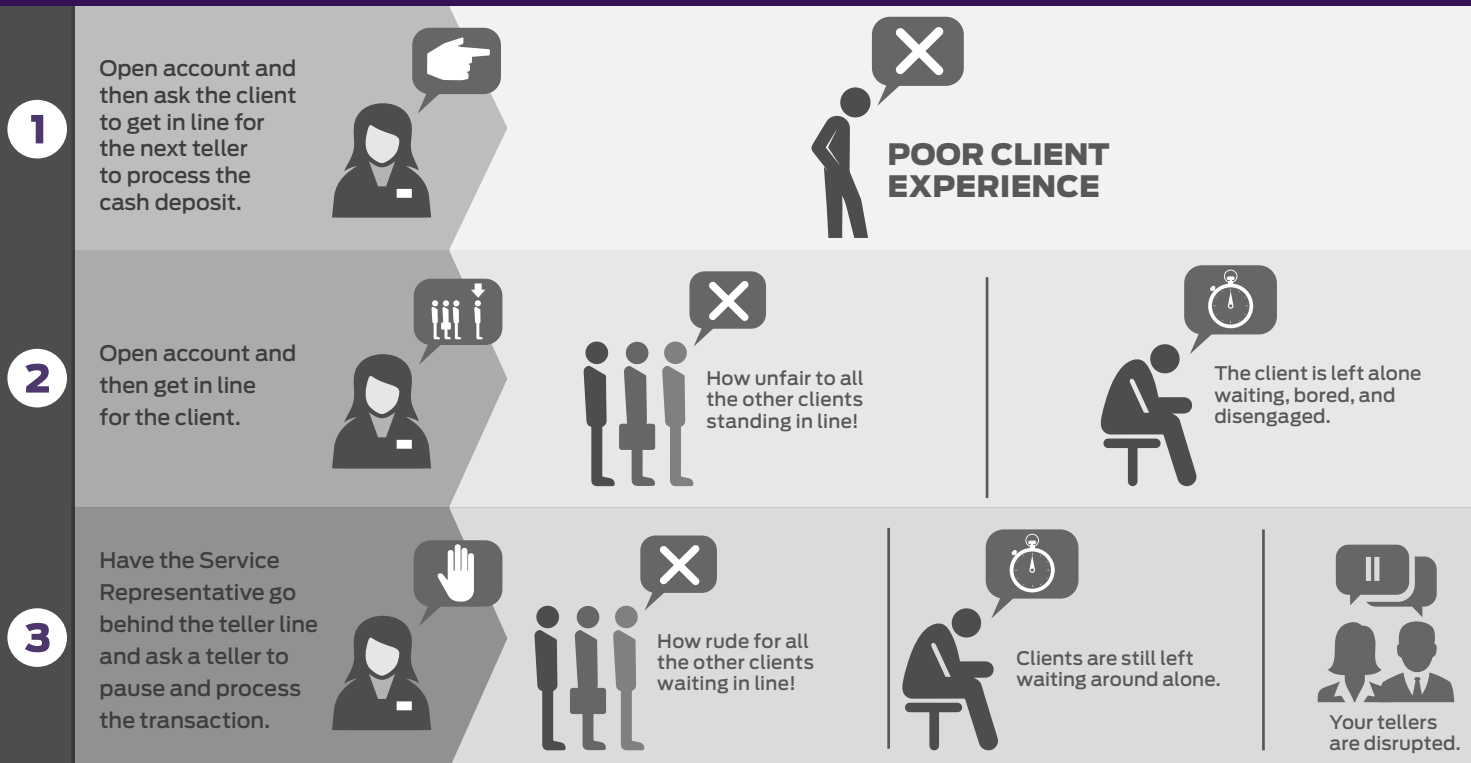 1
Open account and
then ask the client
to get in line for
the next teller
to process the
cash deposit.
POOR CLIENT
EXPERIENCE
2
Open account and
then get in line
for the client.
How unfair to all
the other clients
standing in line!
The client is left alone
waiting, bored, and
disengaged.
3
Have the Service
Representative go
behind the teller line
and ask a teller to
pause and process
the transaction.
How rude for all
the other clients
waiting in line!
Clients are still left
waiting around alone.
Your tellers
are disrupted.